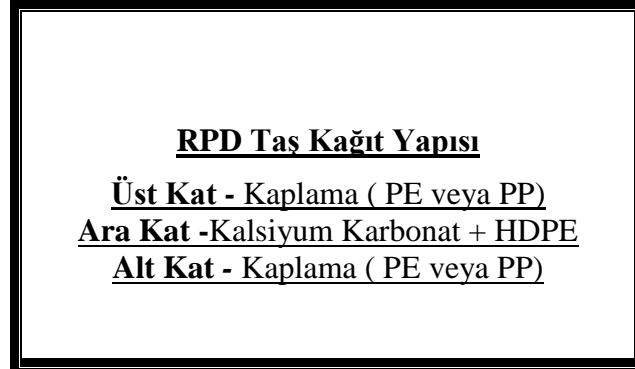 RPD Taş Kağıt Yapısı
Üst Kat - Kaplama ( PE veya PP)
Ara Kat -Kalsiyum Karbonat + HDPE
Alt Kat - Kaplama ( PE veya PP)